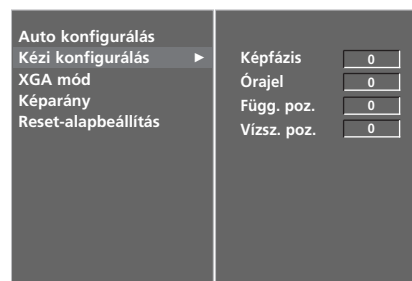 Auto konfigurálás
Kézi konfigurálás ►
XGA mód
Képarány
Reset-alapbeállítás
Képfázis 0
Órajel 0
Függ. poz. 0
Vízsz. poz. 0